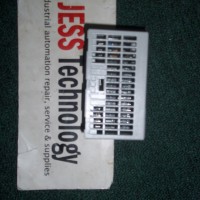 JESS Technology
industrial automation repair, service & supplies